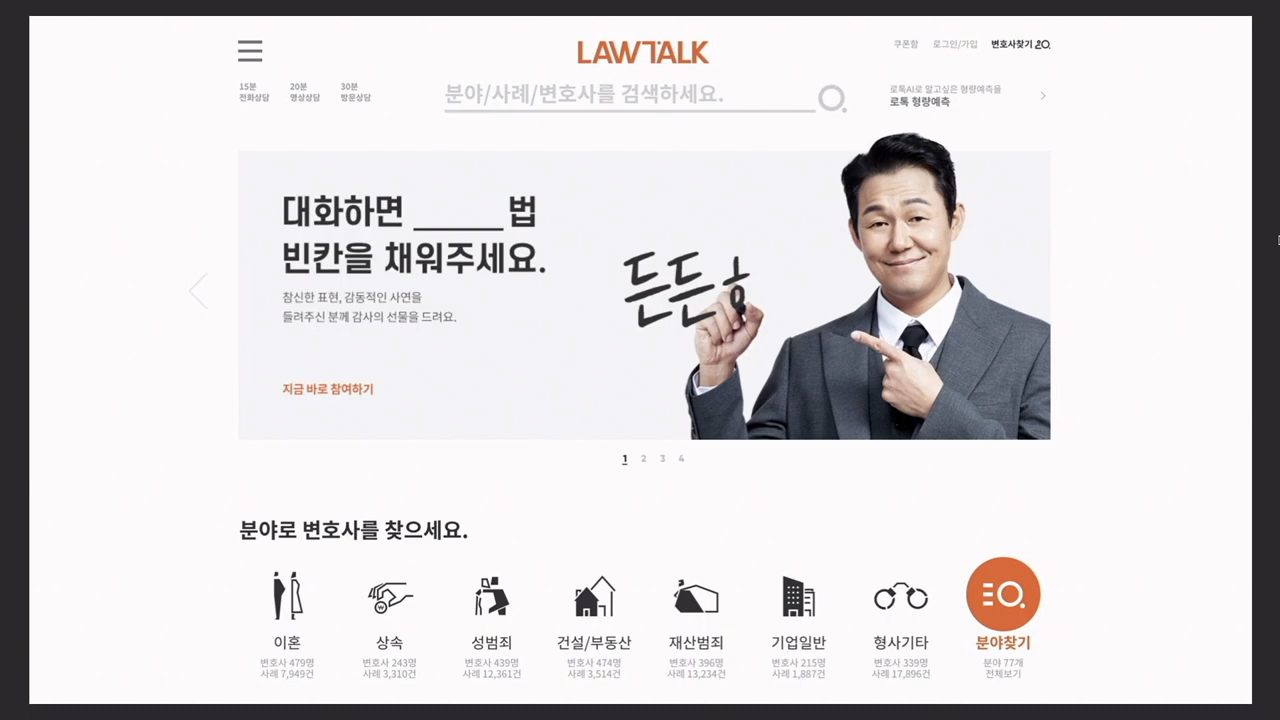 LAWTALK
쿠폰함 로그인/가입 변호사찾기
15분 전화상담
20분 영상상담
30분 방문상담
분야/사례/변호사를 검색하세요.
로톡AI로 알고싶은 형량예측을
로톡 형량예측
대화하면 ______법
빈칸을 채워주세요.
든든ㅎ
참신한 표현, 감동적인 사연을
들려주신 분께 감사의 선물을 드려요.
지금 바로 참여하기
1 2 3 4
분야로 변호사를 찾으세요.
이혼
변호사 479명
사례 7,949건
상속
변호사 243명
사례 3,310건
성범죄
변호사 439명
사례 12,361건
건설/부동산
변호사 474명
사례 3,514건
재산범죄
변호사 396명
사례 13,234건
기업일반
변호사 215명
사례 1,887건
형사기타
변호사 339명
사례 17,896건
분야찾기
분야 77개
전체보기